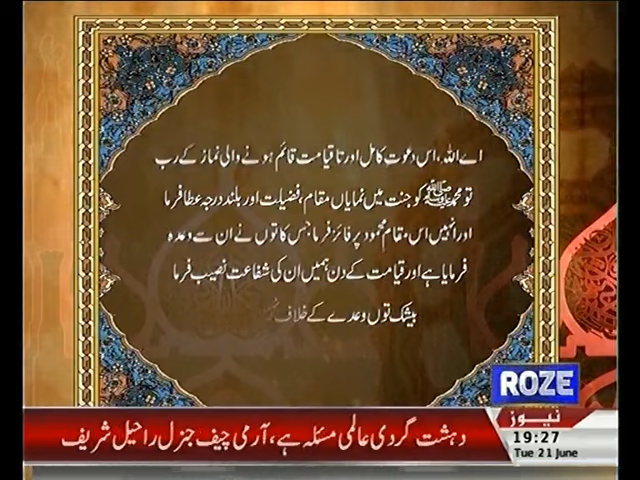 اے اللہ، اس دعوتِ کامل اور تا قیامت قائم ہونے والی نماز کے رب
تو محمد ﷺ کو جنت میں نمایاں مقام، فضیلت اور بلند درجہ عطا فرما
اور انہیں اس مقام محمود پر فائز فرما جس کا توں نے ان سے وعدہ
فرمایا ہے اور قیامت کے دن ہمیں ان کی شفاعت نصیب فرما
بیشک توں وعدے کے خلاف
ROZE
نیوز
دہشت گردی عالمی مسئلہ ہے، آرمی چیف جنرل راحیل شریف
19:27
Tue 21 June